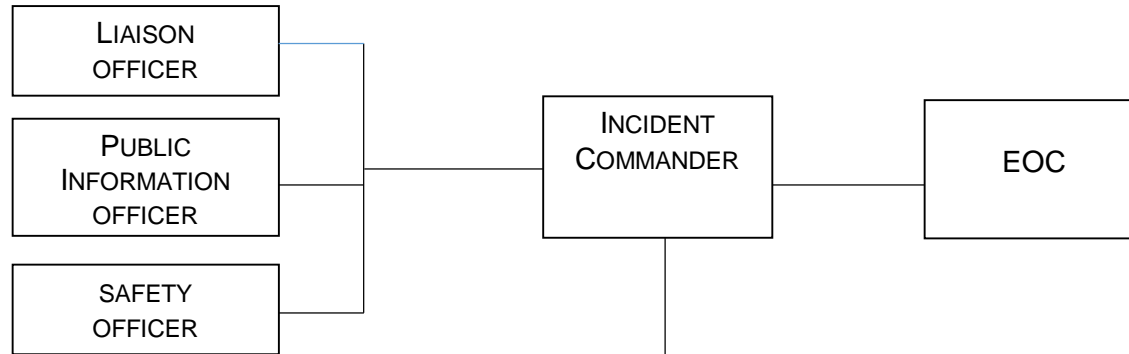 LIAISON
OFFICER
PUBLIC
INFORMATION
OFFICER
SAFETY
OFFICER
INCIDENT
COMMANDER
EOC